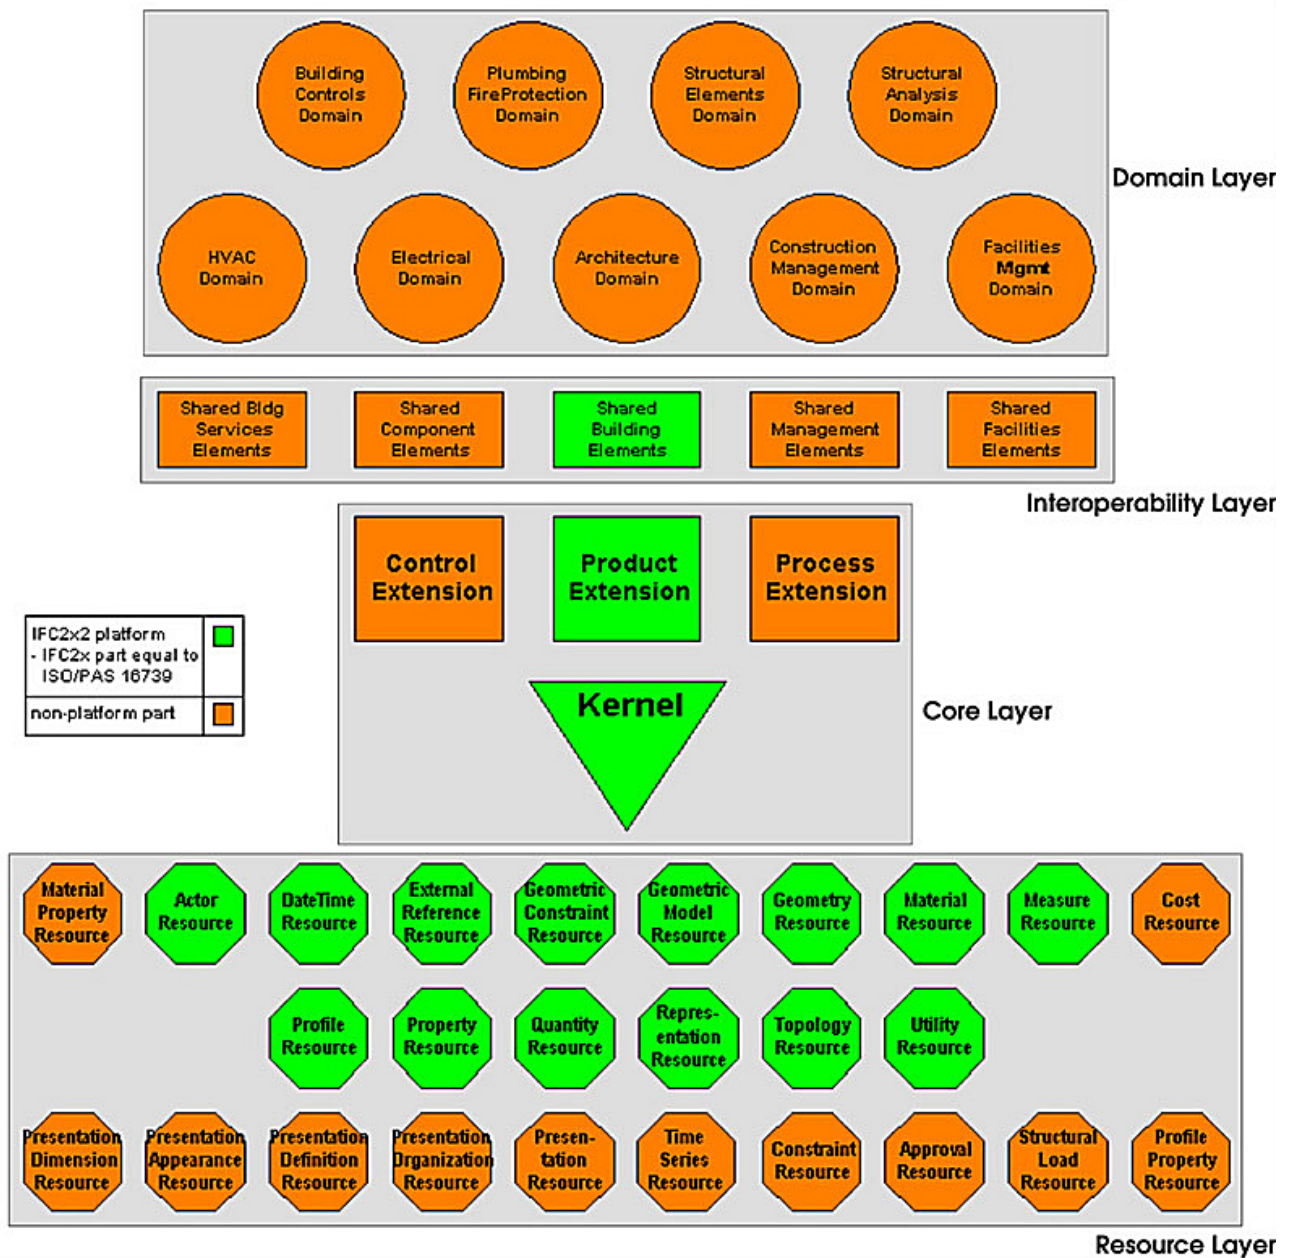 Building
Controls
Domain
Plumbing
FireProtection
Domain
Structural
Elements
Domain
Structural
Analysis
Domain
Domain Layer
HVAC
Domain
Electrical
Domain
Architecture
Domain
Construction
Management
Domain
Facilities
Mgmt
Domain
Shared Bldg
Services
Elements
Shared
Component
Elements
Shared
Building
Elements
Shared
Management
Elements
Shared
Facilities
Elements
Interoperability Layer
Control
Extension
Product
Extension
Process
Extension
IFC2x2 platform
- IFC2x part equal to
ISO/PAS 16739
non-platform part
Kernel
Core Layer
Material
Property
Resource
Actor
Resource
DateTime
Resource
External
Reference
Resource
Geometric
Constraint
Resource
Geometric
Model
Resource
Geometry
Resource
Material
Resource
Measure
Resource
Cost
Resource
Profile
Resource
Property
Resource
Quantity
Resource
Repres-
entation
Resource
Topology
Resource
Utility
Resource
Presentation
Dimension
Resource
Presentation
Appearance
Resource
Presentation
Definition
Resource
Presentation
Organization
Resource
Presen-
tation
Resource
Time
Series
Resource
Constraint
Resource
Approval
Resource
Structural
Load
Resource
Profile
Property
Resource
Resource Layer